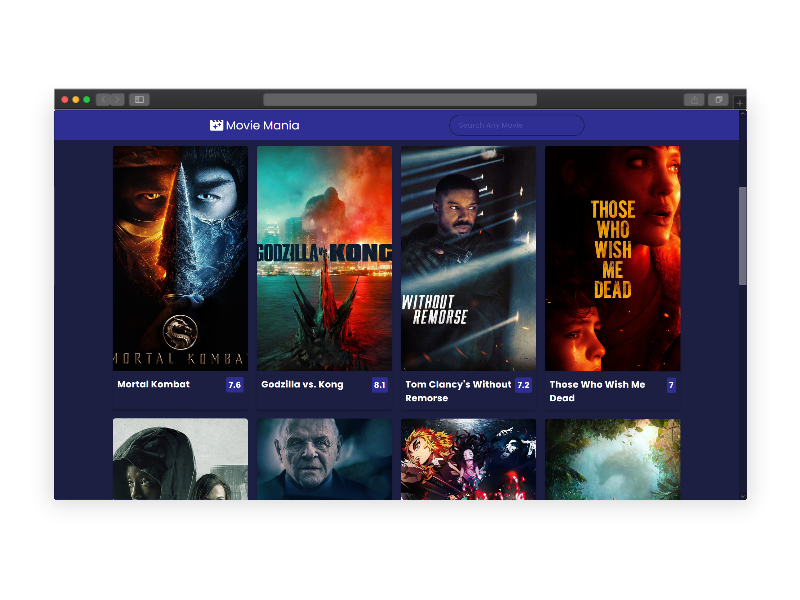 Movie Mania
Search Any Movie
GODZILLA VS KONG
WITHOUT
REMORSE
THOSE
WHO
WISH
ME
DEAD
MORTAL KOMBA
Mortal Kombat
7.6
Godzilla vs. Kong
8.1
Tom Clancy's Without
Remorse
7.2
Those Who Wish Me
Dead
7